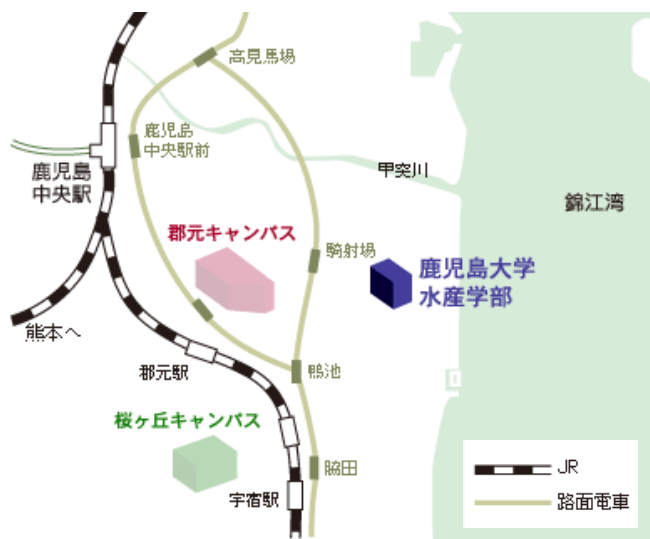 高見馬場
鹿児島
中央駅前
鹿児島
中央駅
甲突川
錦江湾
郡元キャンパス
騎射場
鹿児島大学
水産学部
熊本へ
郡元駅
鴨池
桜ヶ丘キャンパス
脇田
宇宿駅
JR
路面電車